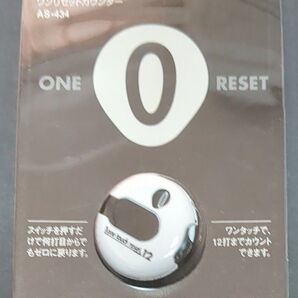 ワンリセットカウンター
AS-434
ONE 0 RESET
0
12
スイッチを押すだ
けで何打目からで
もゼロに戻ります。
ワンタッチで、
12打までカウント
できます。